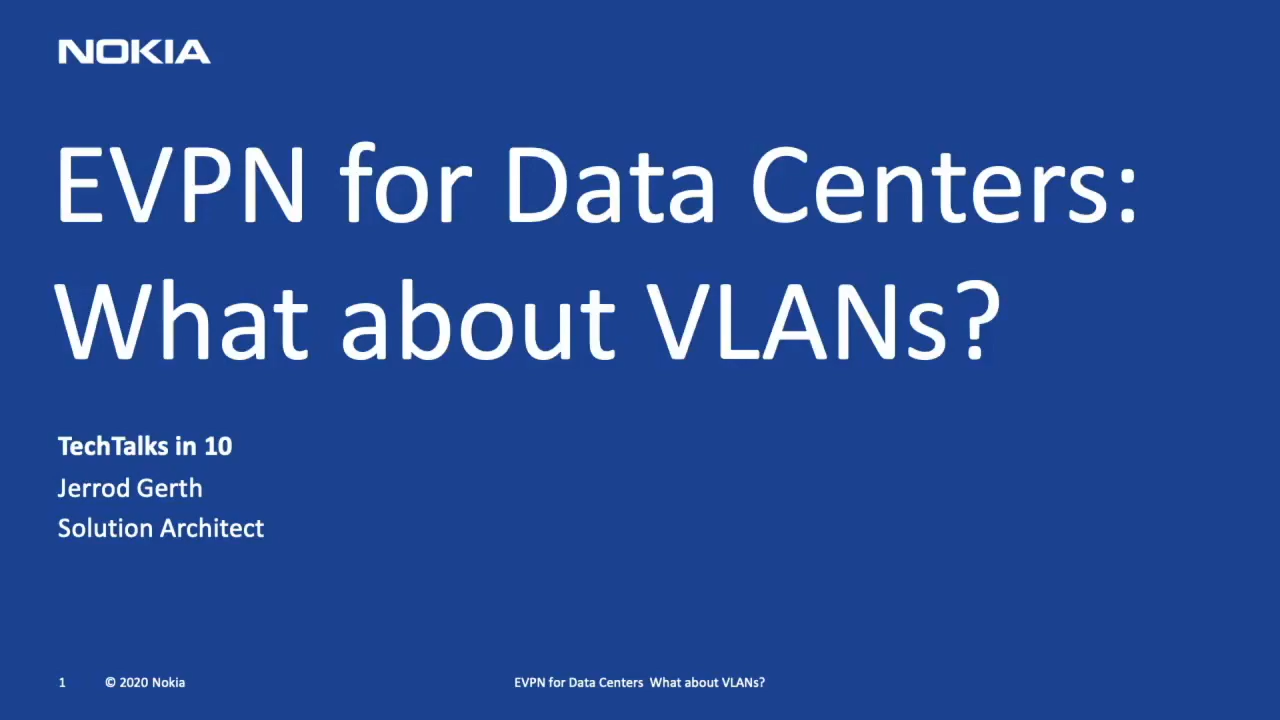 NOKIA
EVPN for Data Centers:
What about VLANs?
TechTalks in 10
Jerrod Gerth
Solution Architect
1 © 2020 Nokia EVPN for Data Centers What about VLANs?